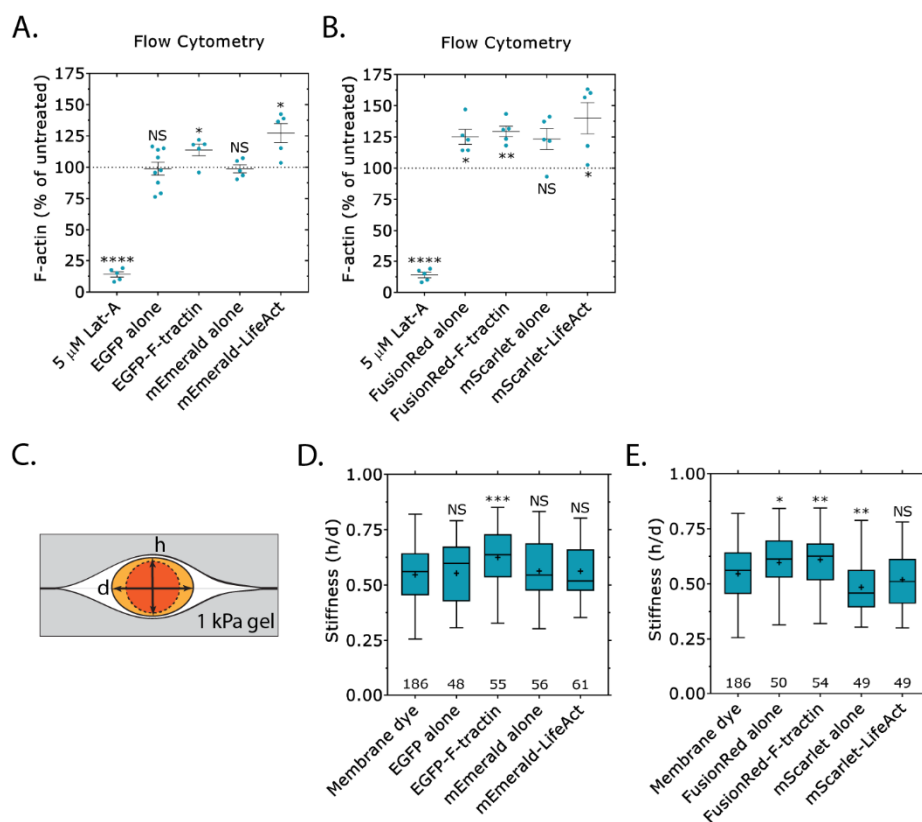 A.
Flow Cytometry
F-actin (% of untreated)
175
150
125
100
75
50
25
0
****
NS
*
NS
*
5 µM Lat-A
EGFP alone
EGFP-F-tractin
mEmerald alone
mEmerald-LifeAct
B.
Flow Cytometry
F-actin (% of untreated)
175
150
125
100
75
50
25
0
****
*
**
NS
*
5 µM Lat-A
FusionRed alone
FusionRed-F-tractin
mScarlet alone
mScarlet-LifeAct
C.
h
d
1 kPa gel
D.
Stiffness (h/d)
1.00
0.75
0.50
0.25
0.00
NS
***
NS
NS
186
48
55
56
61
Membrane dye
EGFP alone
EGFP-F-tractin
mEmerald alone
mEmerald-LifeAct
E.
Stiffness (h/d)
1.00
0.75
0.50
0.25
0.00
*
**
**
NS
186
50
54
49
49
Membrane dye
FusionRed alone
FusionRed-F-tractin
mScarlet alone
mScarlet-LifeAct